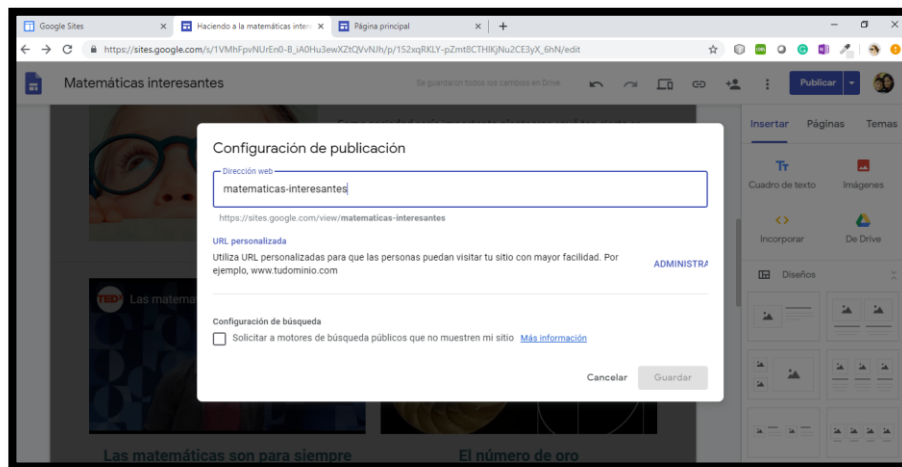 Google Sites
Haciendo a la matemáticas inter
Página principal
https://sites.google.com/s/1VMhFpvNUrEn0-B_iA0Hu3ewXZtQVvNJh/p/152xqRKLY-pZmt8CTHlKjNu2CE3yX_6hN/edit
Matemáticas interesantes
Se guardaron todos los cambios en Drive
Publicar
Insertar Páginas Temas
Cuadro de texto Imágenes
Incorporar De Drive
Diseños
Configuración de publicación
Dirección web
matematicas-interesantes
https://sites.google.com/view/matematicas-interesantes
URL personalizada
Utiliza URL personalizadas para que las personas puedan visitar tu sitio con mayor facilidad. Por
ejemplo, www.tudominio.com
ADMINISTRA
Configuración de búsqueda
Solicitar a motores de búsqueda públicos que no muestren mi sitio Más información
Cancelar Guardar
TED
Las matema
Las matemáticas son para siempre
El número de oro